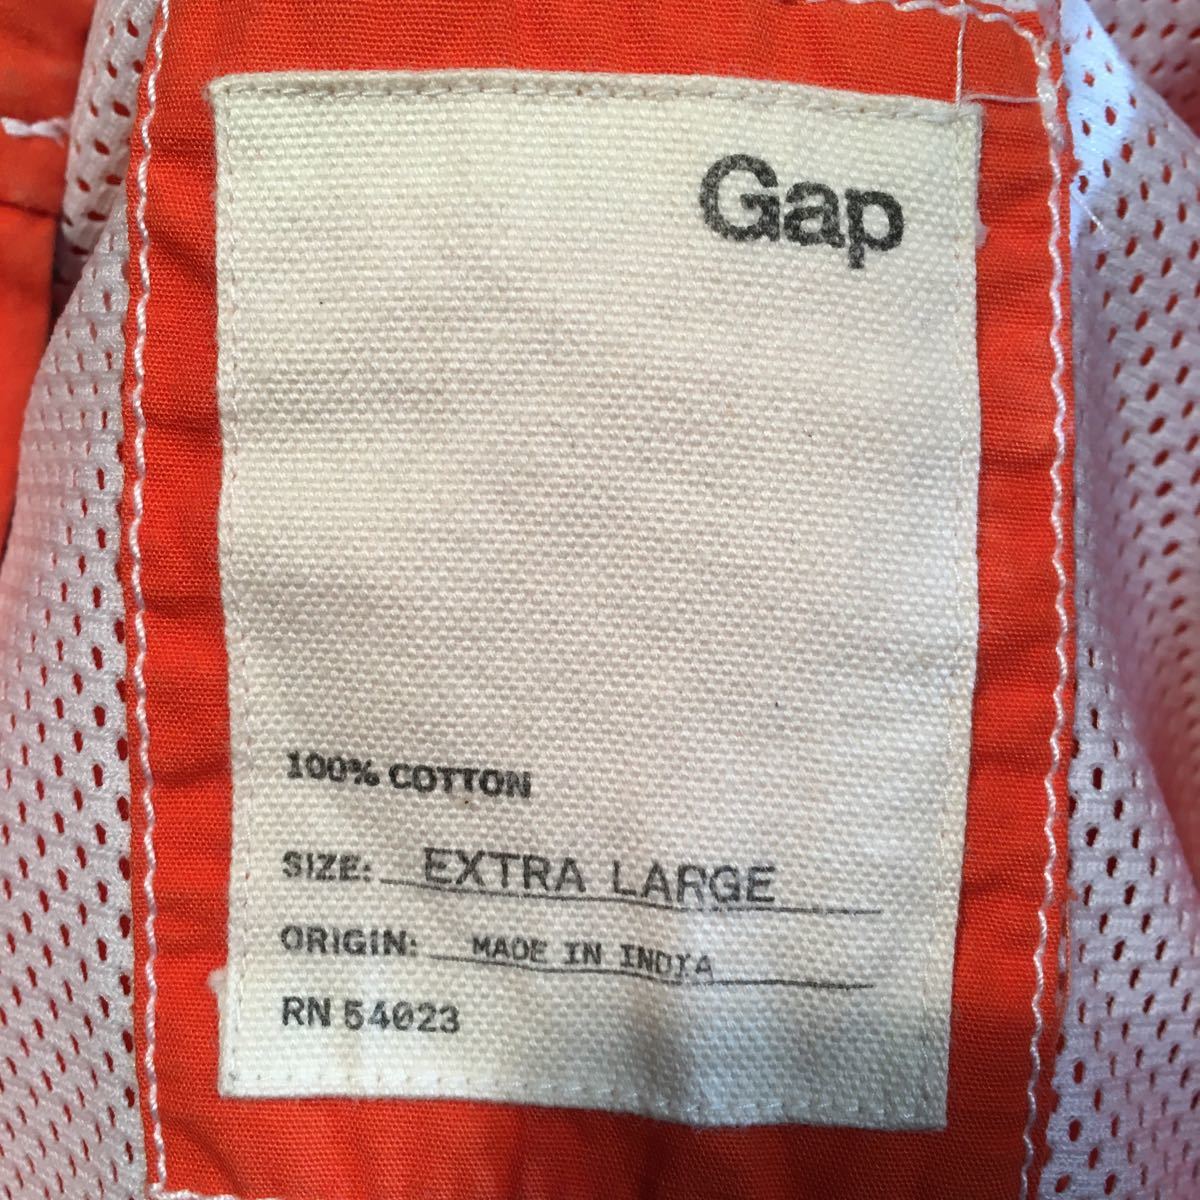 Gap
100% COTTON
SIZE: EXTRA LARGE
ORIGIN: MADE IN INDIA
RN 54023